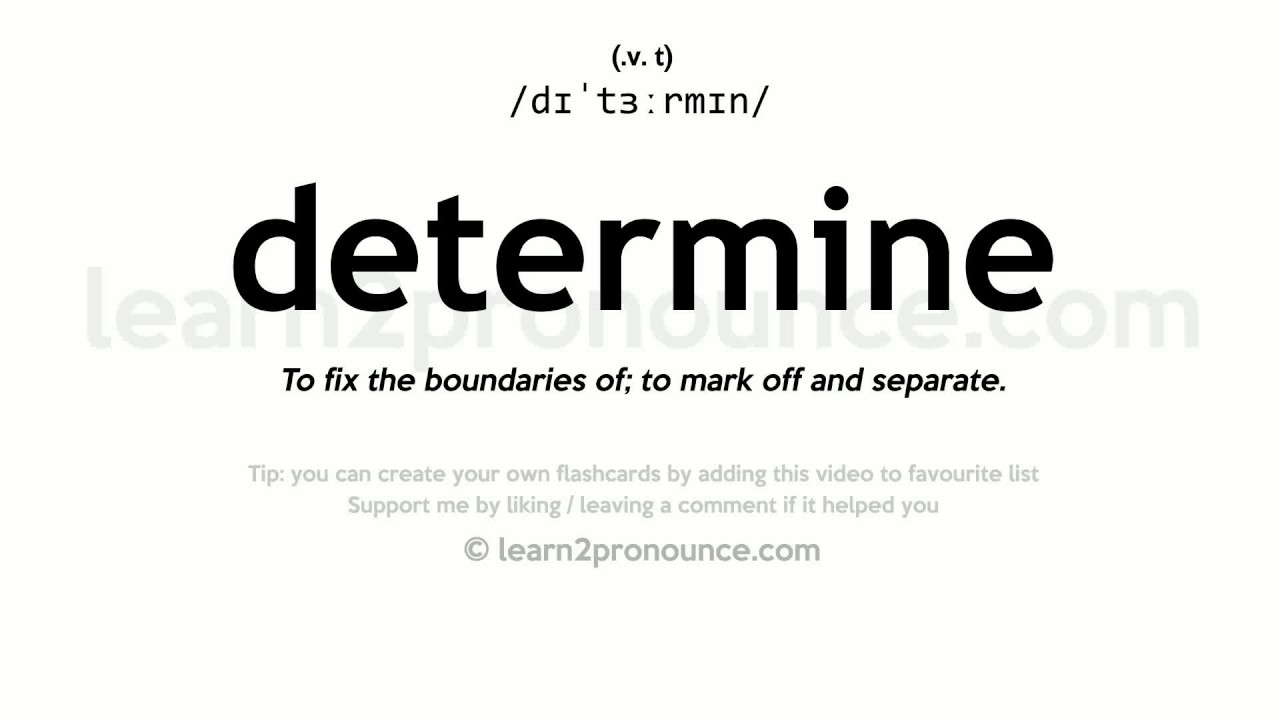 (.v. t)
/dɪˈtɜːrmɪn/
determine
learn2pronounce.com
To fix the boundaries of; to mark off and separate.
Tip: you can create your own flashcards by adding this video to favourite list
Support me by liking / leaving a comment if it helped you
© learn2pronounce.com